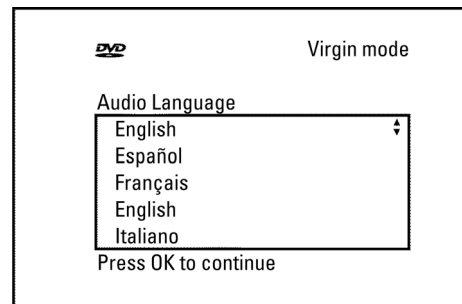 DVD
Virgin mode
Audio Language
English
Español
Français
English
Italiano
Press OK to continue